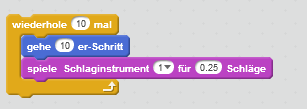 wiederhole 10 mal
gehe 10 er-Schritt
spiele Schlaginstrument 1 für 0.25 Schläge